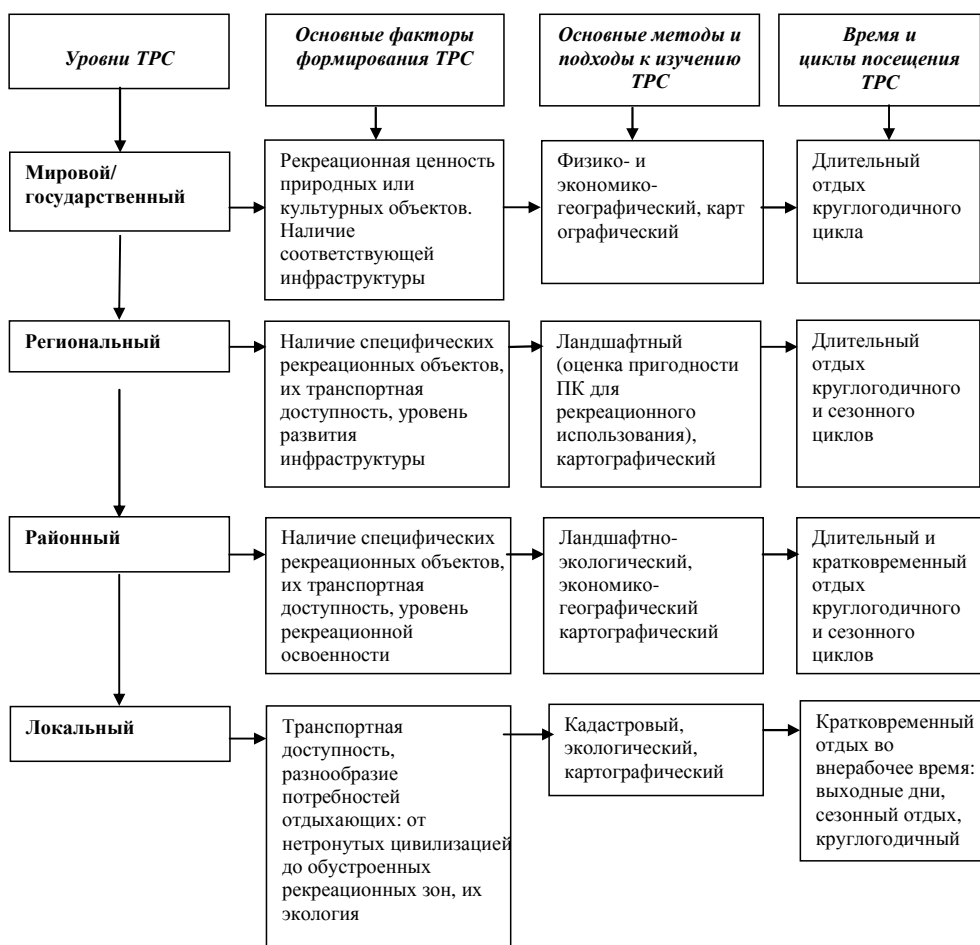 Уровни ТРС
Основные факторы
формирования ТРС
Основные методы и
подходы к изучению
ТРС
Время и
циклы посещения
ТРС
Мировой/
государственный
Рекреационная ценность
природных или
культурных объектов.
Наличие
соответствующей
инфраструктуры
Физико- и
экономико-
географический, карт
ографический
Длительный
отдых
круглогодичного
цикла
Региональный
Наличие специфических
рекреационных объектов,
их транспортная
доступность, уровень
развития
инфраструктуры
Ландшафтный
(оценка пригодности
ПК для
рекреационного
использования),
картографический
Длительный
отдых
круглогодичного
и сезонного
циклов
Районный
Наличие специфических
рекреационных объектов,
их транспортная
доступность, уровень
рекреационной
освоенности
Ландшафтно-
экологический,
экономико-
географический
картографический
Длительный и
кратковременный
отдых
круглогодичного
и сезонного
циклов
Локальный
Транспортная
доступность,
разнообразие
потребностей
отдыхающих: от
нетронутых цивилизацией
до обустроенных
рекреационных зон, их
экология
Кадастровый,
экологический,
картографический
Кратковременный
отдых во
внерабочее время:
выходные дни,
сезонный отдых,
круглогодичный